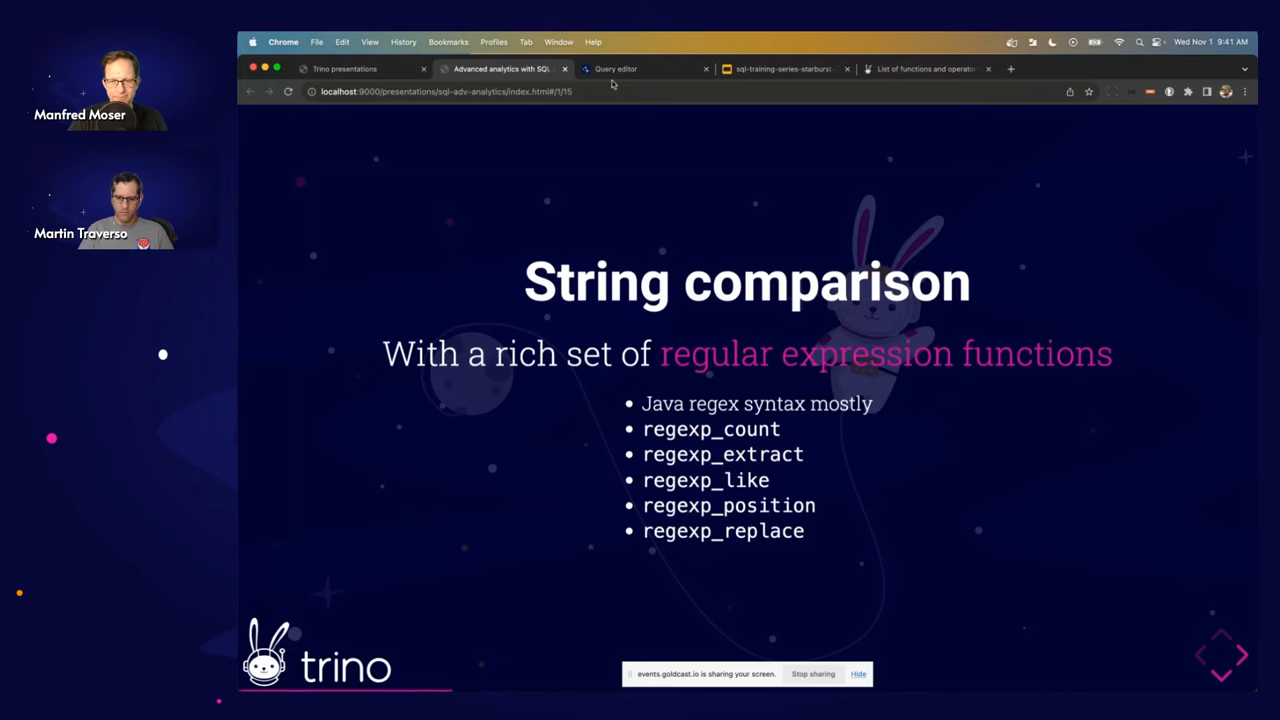 Chrome File Edit View History Bookmarks Profiles Tab Window Help
Wed Nov 1 9:41 AM
Trino presentations
Advanced analytics with SQL
Query editor
sql-training-series-starburst-
List of functions and operato
localhost:9000/presentations/sql-adv-analytics/index.html#/1/15
Manfred Moser
Martin Traverso
String comparison
With a rich set of regular expression functions
• Java regex syntax mostly
• regexp_count
• regexp_extract
• regexp_like
• regexp_position
• regexp_replace
trino
events.goldcast.io is sharing your screen. Stop sharing Hide